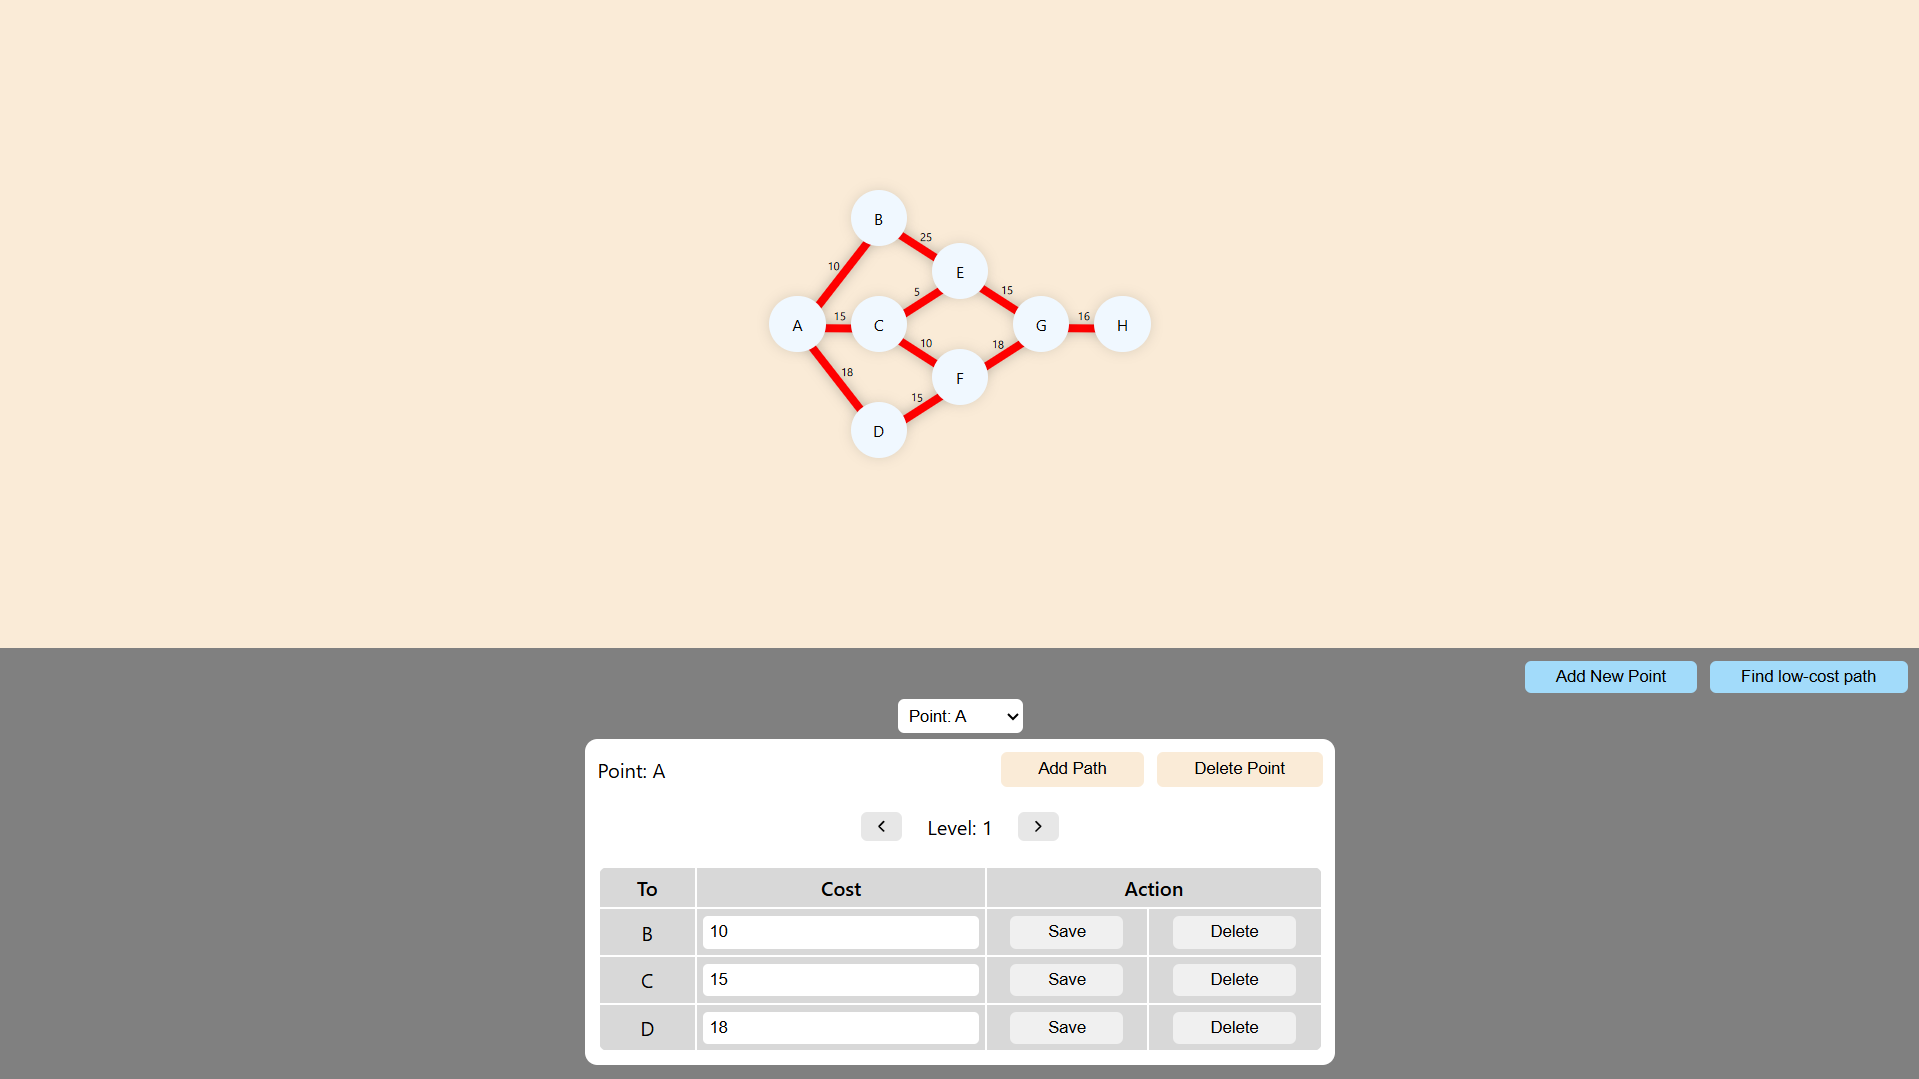 B
25
10
E
5
15
A
15
C
G
16
H
10
18
18
F
15
D
Add New Point
Find low-cost path
Point: A
Point: A
Add Path
Delete Point
Level: 1
To Cost Action
B 10 Save Delete
C 15 Save Delete
D 18 Save Delete